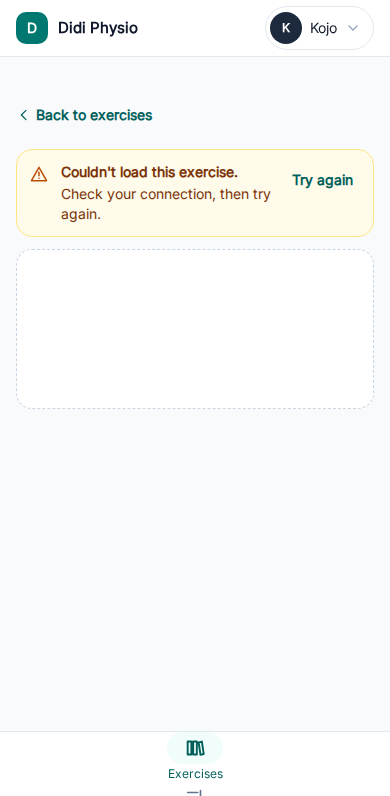 D Didi Physio
K Kojo
Back to exercises
Couldn't load this exercise.
Try again
Check your connection, then try
again.
Exercises